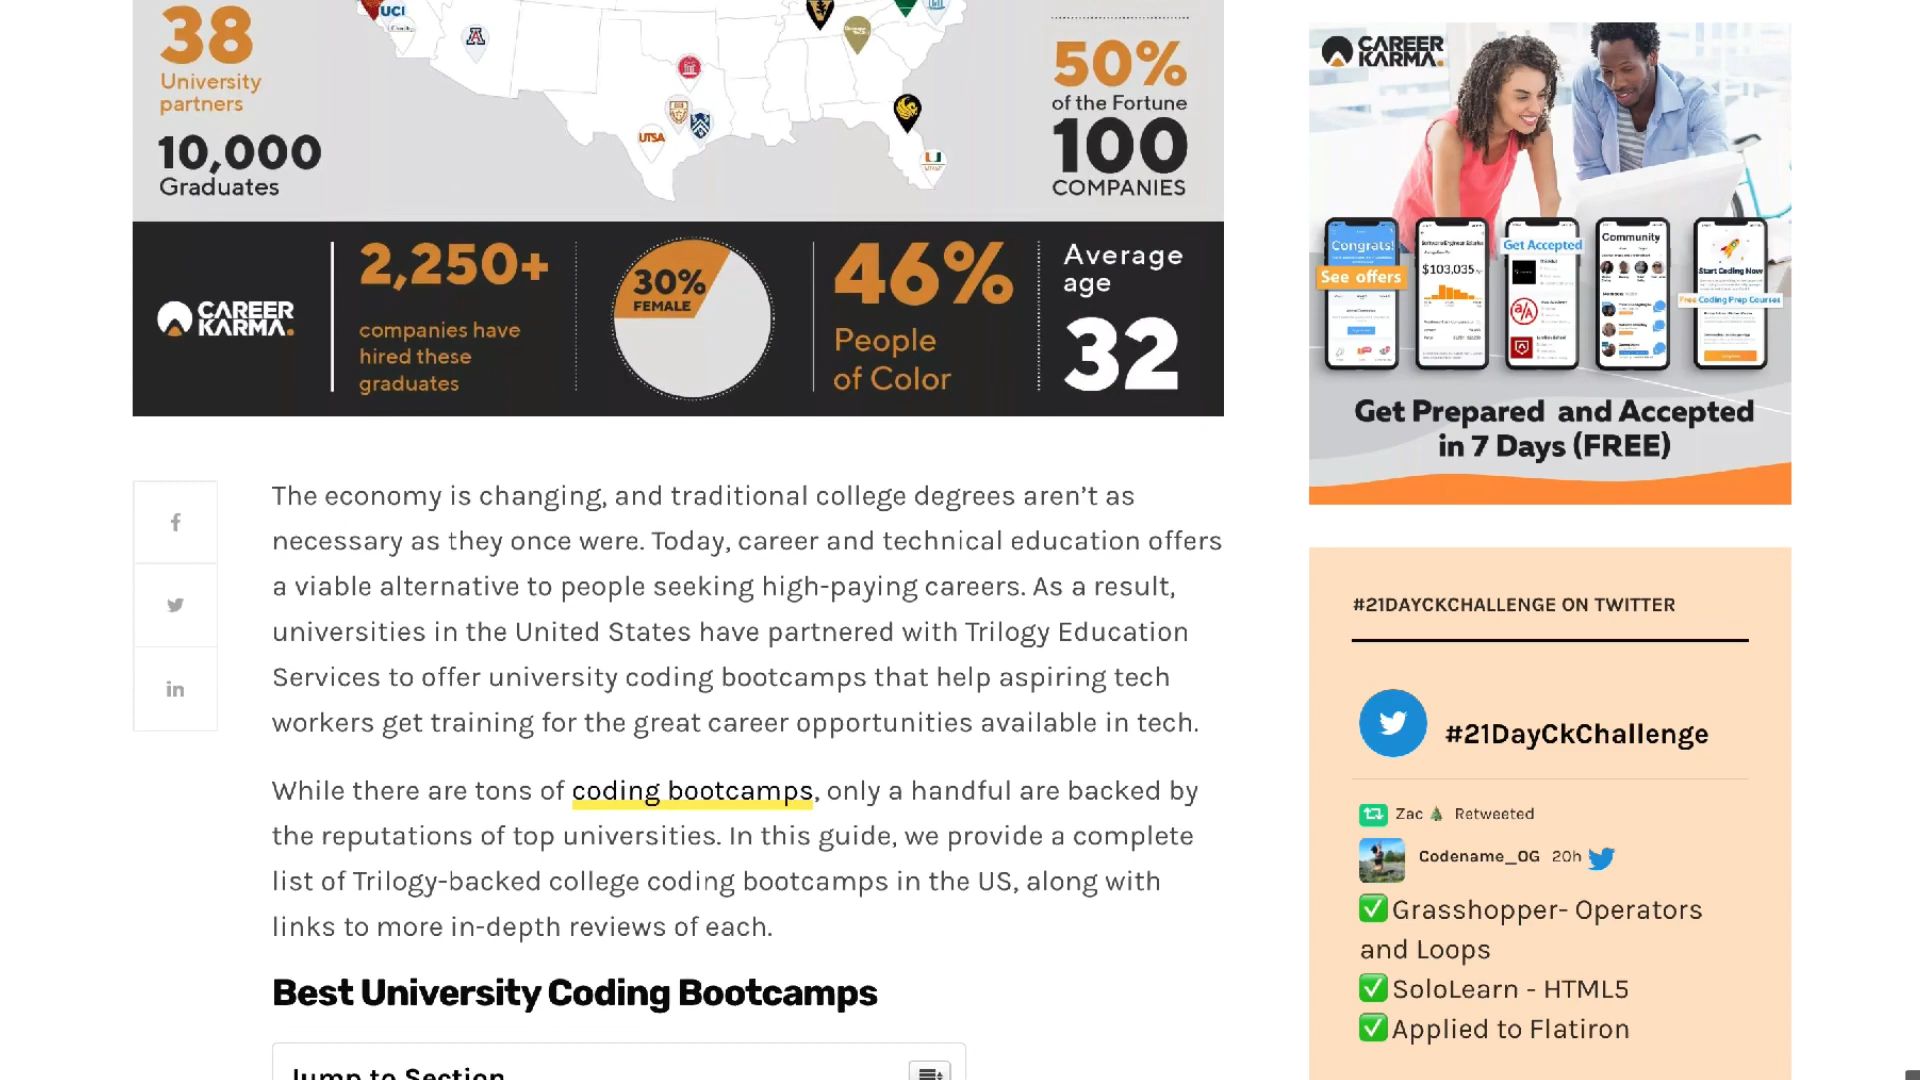 38
University
partners
10,000
Graduates
UCI
UTSA
50%
of the Fortune
100
COMPANIES
CAREER
KARMA.
2,250+
companies have
hired these
graduates
30%
FEMALE
46%
People
of Color
Average
age
32
The economy is changing, and traditional college degrees aren’t as
necessary as they once were. Today, career and technical education offers
a viable alternative to people seeking high-paying careers. As a result,
universities in the United States have partnered with Trilogy Education
Services to offer university coding bootcamps that help aspiring tech
workers get training for the great career opportunities available in tech.
While there are tons of coding bootcamps, only a handful are backed by
the reputations of top universities. In this guide, we provide a complete
list of Trilogy-backed college coding bootcamps in the US, along with
links to more in-depth reviews of each.
Best University Coding Bootcamps
Jump to Section
CAREER
KARMA.
Congrats!
See offers
$103,035
Get Accepted
Community
Start Coding Now
Free Coding Prep Courses
Get Prepared and Accepted
in 7 Days (FREE)
#21DAYCKCHALLENGE ON TWITTER
#21DayCkChallenge
Zac Retweeted
Codename_OG 20h
Grasshopper- Operators
and Loops
SoloLearn - HTML5
Applied to Flatiron